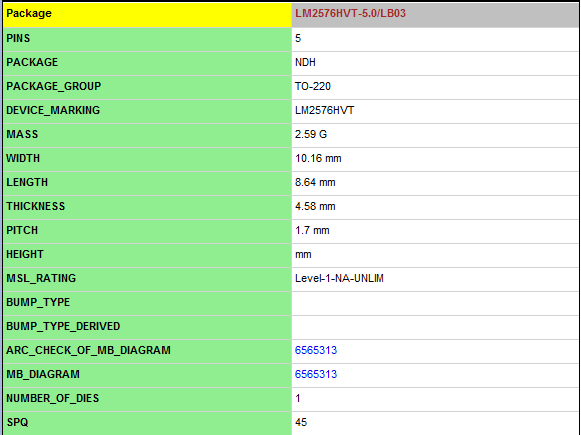 Package LM2576HVT-5.0/LB03
PINS 5
PACKAGE NDH
PACKAGE_GROUP TO-220
DEVICE_MARKING LM2576HVT
MASS 2.59 G
WIDTH 10.16 mm
LENGTH 8.64 mm
THICKNESS 4.58 mm
PITCH 1.7 mm
HEIGHT mm
MSL_RATING Level-1-NA-UNLIM
BUMP_TYPE
BUMP_TYPE_DERIVED
ARC_CHECK_OF_MB_DIAGRAM 6565313
MB_DIAGRAM 6565313
NUMBER_OF_DIES 1
SPQ 45